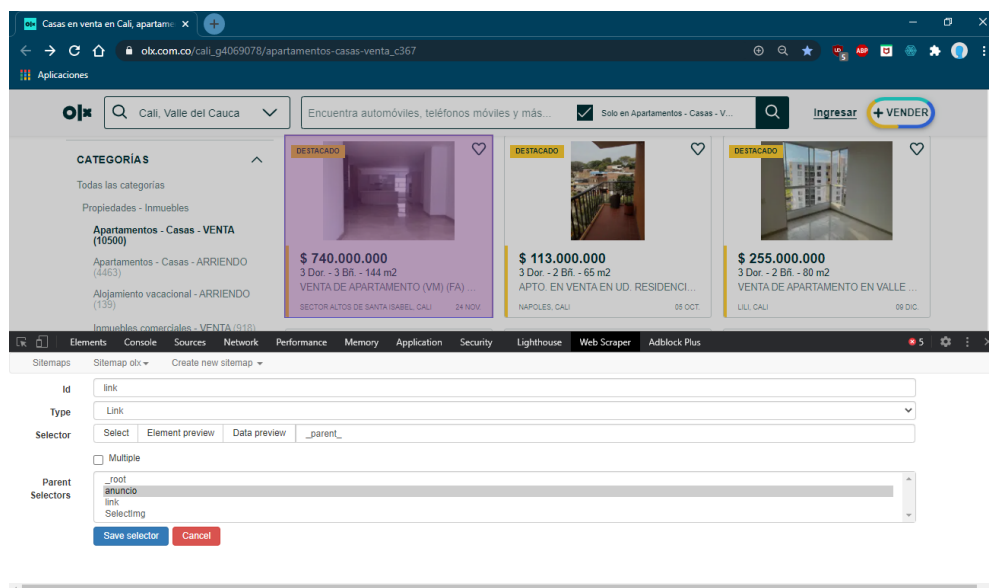 Casas en venta en Cali, apartame
olx.com.co/cali_g4069078/apartamentos-casas-venta_c367
Aplicaciones
olx
Cali, Valle del Cauca
Encuentra automóviles, teléfonos móviles y más...
Solo en Apartamentos - Casas - V...
Ingresar
+ VENDER
CATEGORÍAS
Todas las categorías
Propiedades - Inmuebles
Apartamentos - Casas - VENTA
(10500)
Apartamentos - Casas - ARRIENDO
(4463)
Alojamiento vacacional - ARRIENDO
(139)
Inmuebles comerciales - VENTA (918)
DESTACADO
$ 740.000.000
3 Dor. - 3 Bñ. - 144 m2
VENTA DE APARTAMENTO (VM) (FA) ...
SECTOR ALTOS DE SANTA ISABEL, CALI 24 NOV.
DESTACADO
$ 113.000.000
3 Dor. - 2 Bñ. - 65 m2
APTO. EN VENTA EN UD. RESIDENCI...
NAPOLES, CALI 05 OCT.
DESTACADO
$ 255.000.000
3 Dor. - 2 Bñ. - 80 m2
VENTA DE APARTAMENTO EN VALLE ...
LILI, CALI 09 DIC.
Elements Console Sources Network Performance Memory Application Security Lighthouse Web Scraper Adblock Plus 5
Sitemaps Sitemap olx Create new sitemap
Id link
Type Link
Selector Select Element preview Data preview _parent_
Multiple
Parent
Selectors
_root
anuncio
link
SelectImg
Save selector Cancel